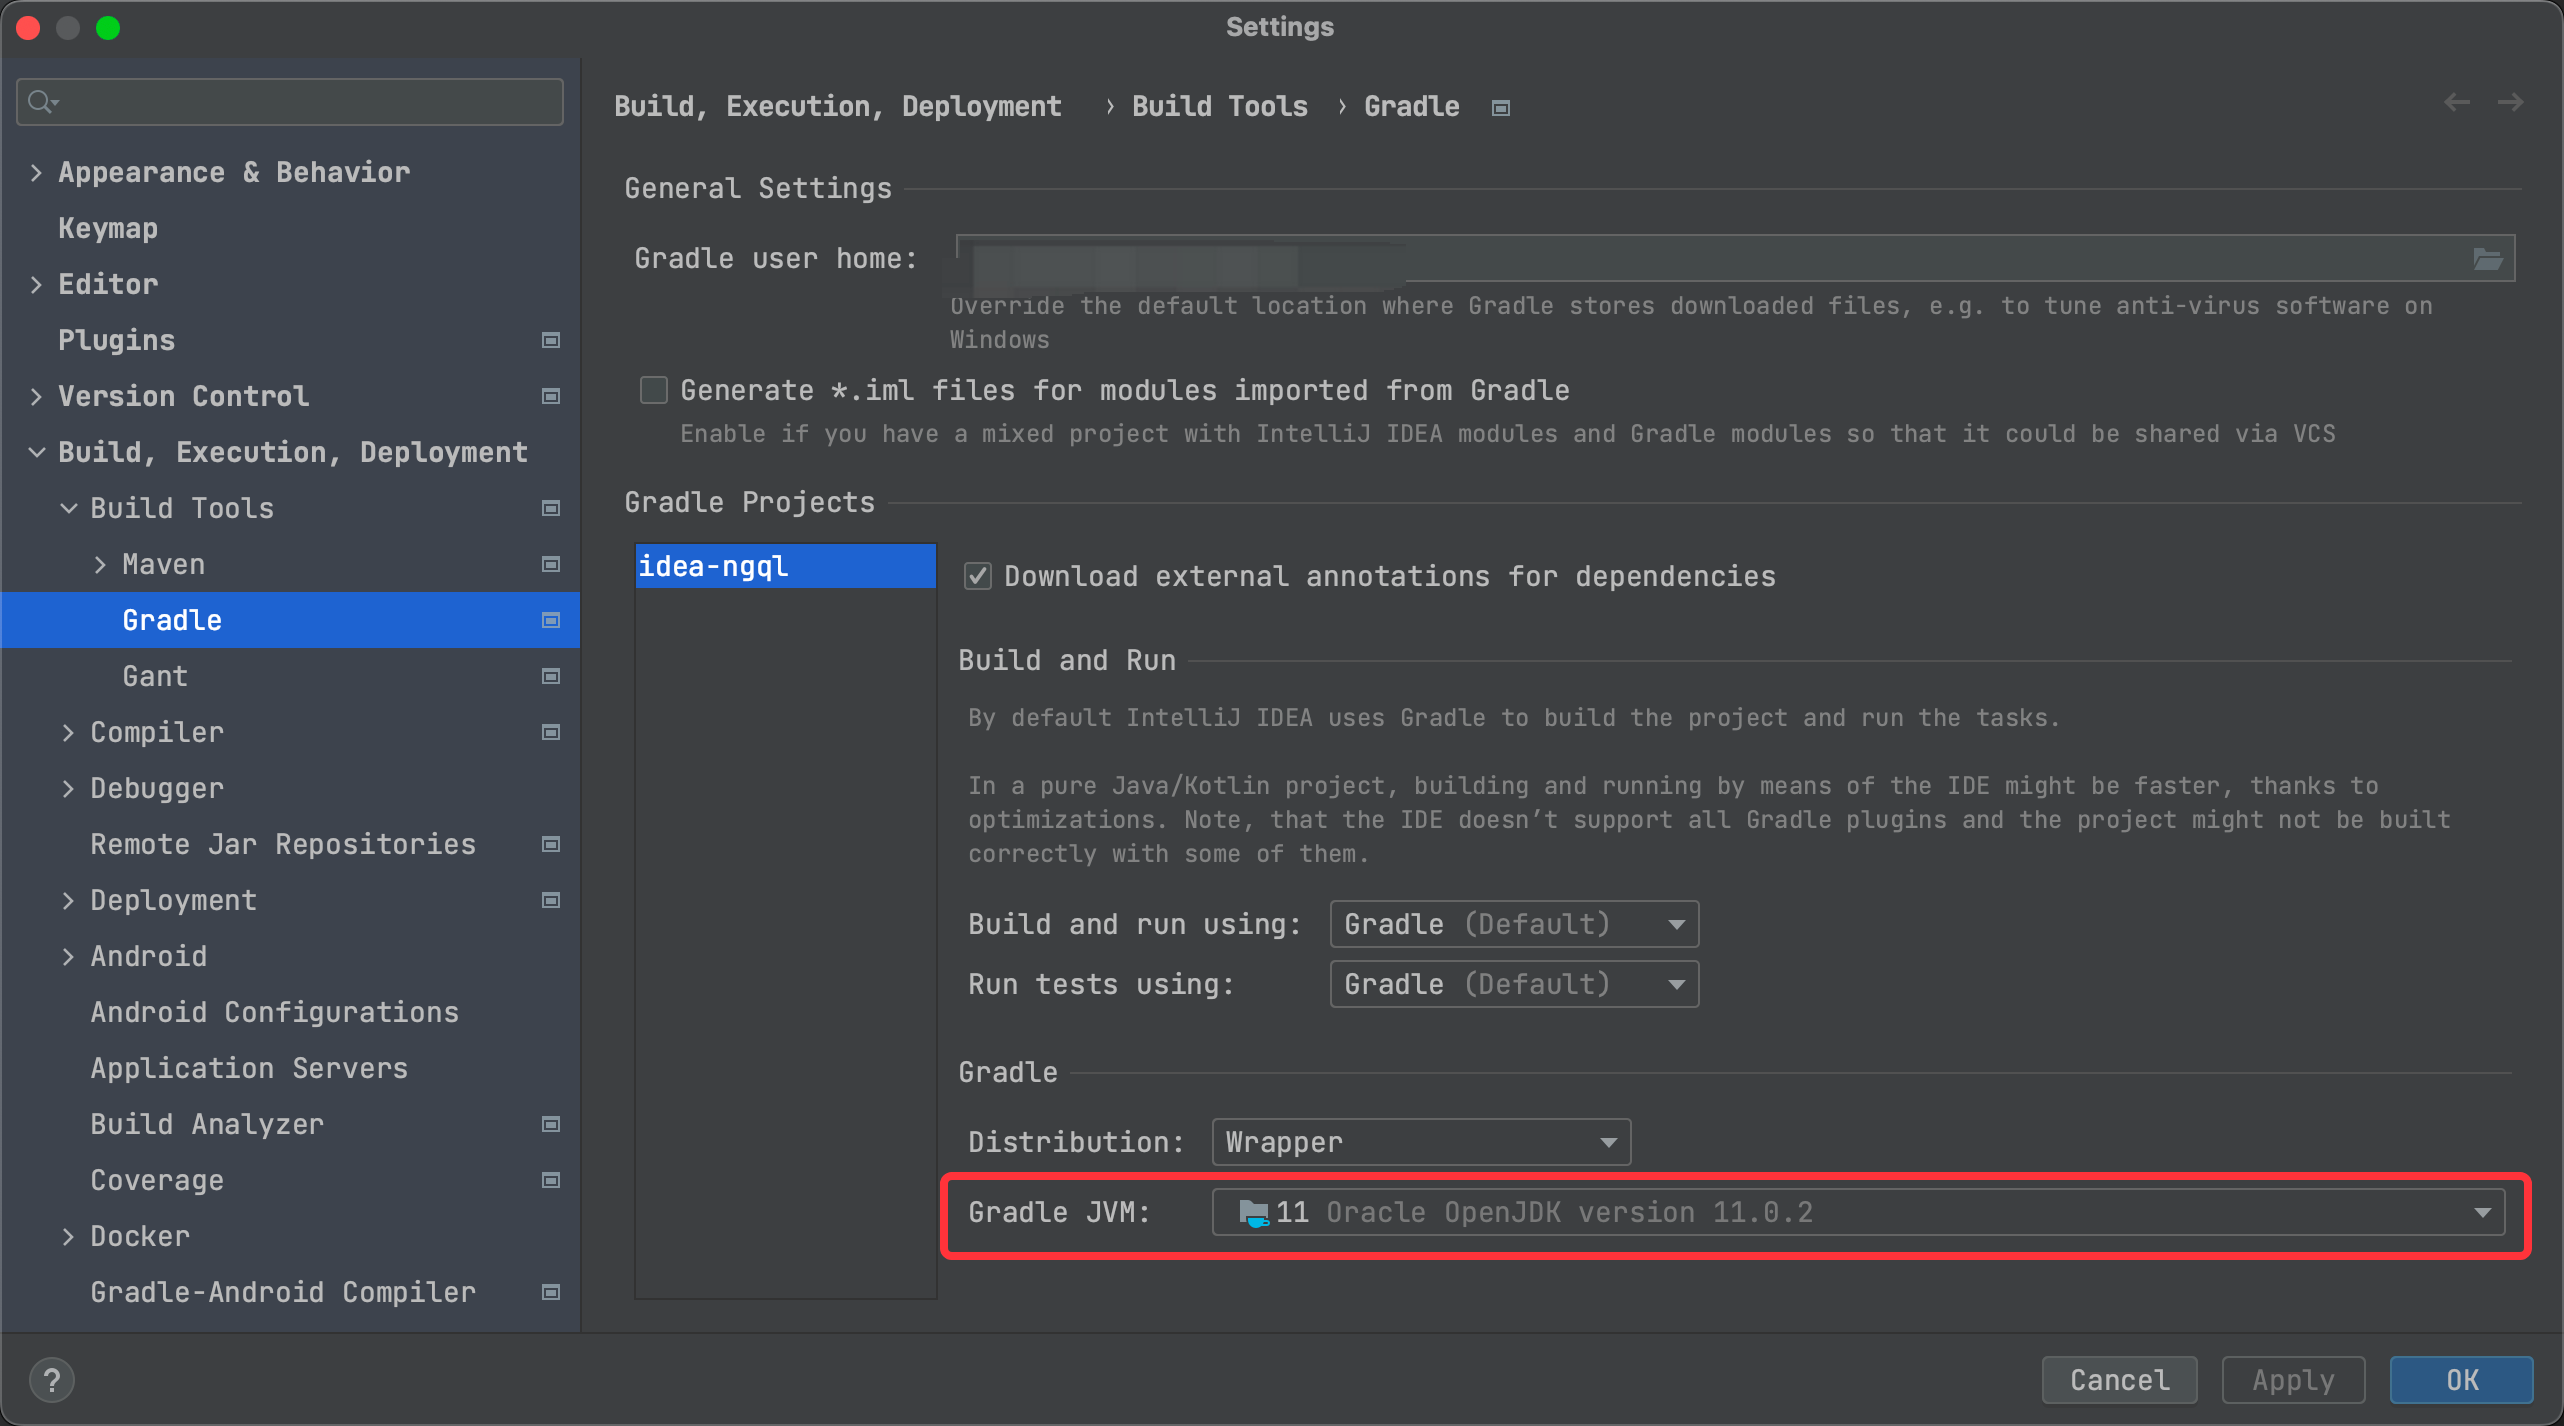 Settings
Appearance & Behavior
Keymap
Editor
Plugins
Version Control
Build, Execution, Deployment
Build Tools
Maven
Gradle
Gant
Compiler
Debugger
Remote Jar Repositories
Deployment
Android
Android Configurations
Application Servers
Build Analyzer
Coverage
Docker
Gradle-Android Compiler
Build, Execution, Deployment › Build Tools › Gradle
General Settings
Gradle user home:
Override the default location where Gradle stores downloaded files, e.g. to tune anti-virus software on
Windows
Generate *.iml files for modules imported from Gradle
Enable if you have a mixed project with IntelliJ IDEA modules and Gradle modules so that it could be shared via VCS
Gradle Projects
idea-ngql
Download external annotations for dependencies
Build and Run
By default IntelliJ IDEA uses Gradle to build the project and run the tasks.
In a pure Java/Kotlin project, building and running by means of the IDE might be faster, thanks to
optimizations. Note, that the IDE doesn't support all Gradle plugins and the project might not be built
correctly with some of them.
Build and run using: Gradle (Default)
Run tests using: Gradle (Default)
Gradle
Distribution: Wrapper
Gradle JVM: 11 Oracle OpenJDK version 11.0.2
? Cancel Apply OK